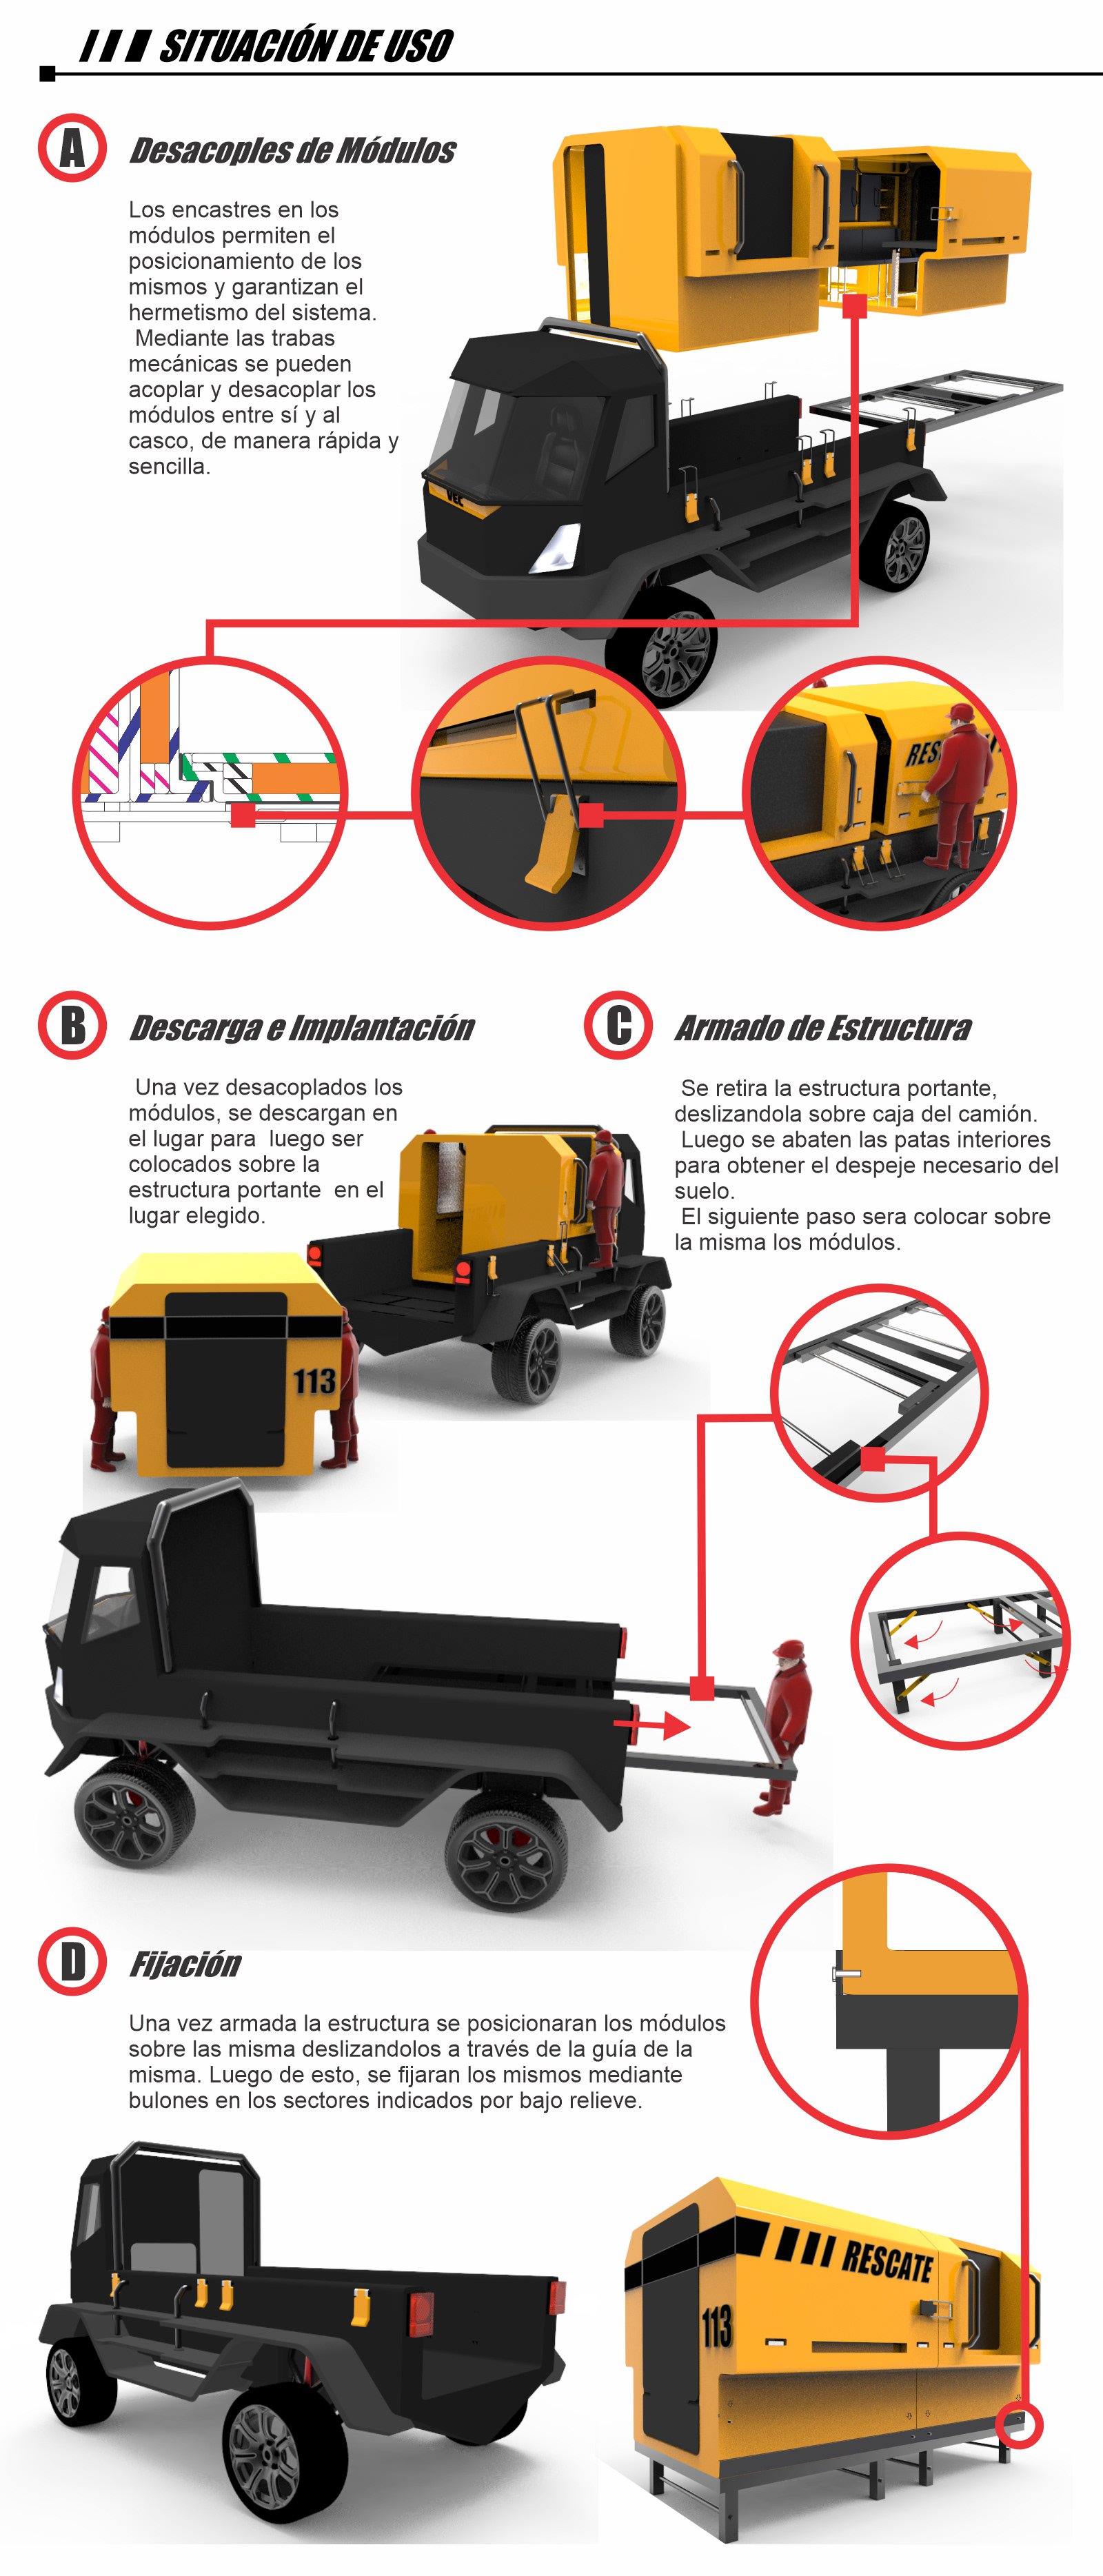 SITUACIÓN DE USO
A
Desacoples de Módulos
Los encastres en los
módulos permiten el
posicionamiento de los
mismos y garantizan el
hermetismo del sistema.
Mediante las trabas
mecánicas se pueden
acoplar y desacoplar los
módulos entre sí y al
casco, de manera rápida y
sencilla.
VEC
RES
B
Descarga e Implantación
Una vez desacoplados los
módulos, se descargan en
el lugar para luego ser
colocados sobre la
estructura portante en el
lugar elegido.
113
C
Armado de Estructura
Se retira la estructura portante,
deslizandola sobre caja del camión.
Luego se abaten las patas interiores
para obtener el despeje necesario del
suelo.
El siguiente paso sera colocar sobre
la misma los módulos.
D
Fijación
Una vez armada la estructura se posicionaran los módulos
sobre las misma deslizandolos a través de la guía de la
misma. Luego de esto, se fijaran los mismos mediante
bulones en los sectores indicados por bajo relieve.
RESCATE
113